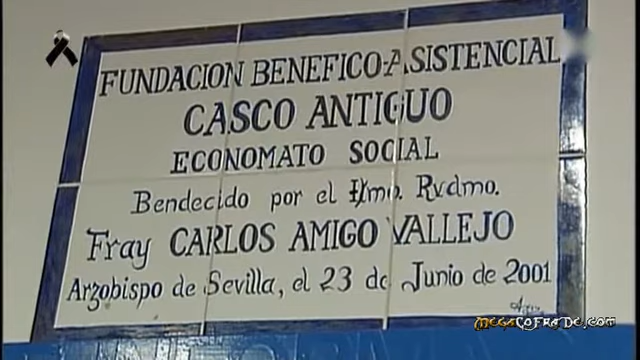 FUNDACION BENEFICO-ASISTENCIAL
CASCO ANTIGUO
ECONOMATO SOCIAL
Bendecido por el Ilmo. Rvdmo.
Fray CARLOS AMIGO VALLEJO
Arzobispo de Sevilla, el 23 de Junio de 2001
MEGACOFRADE.COM